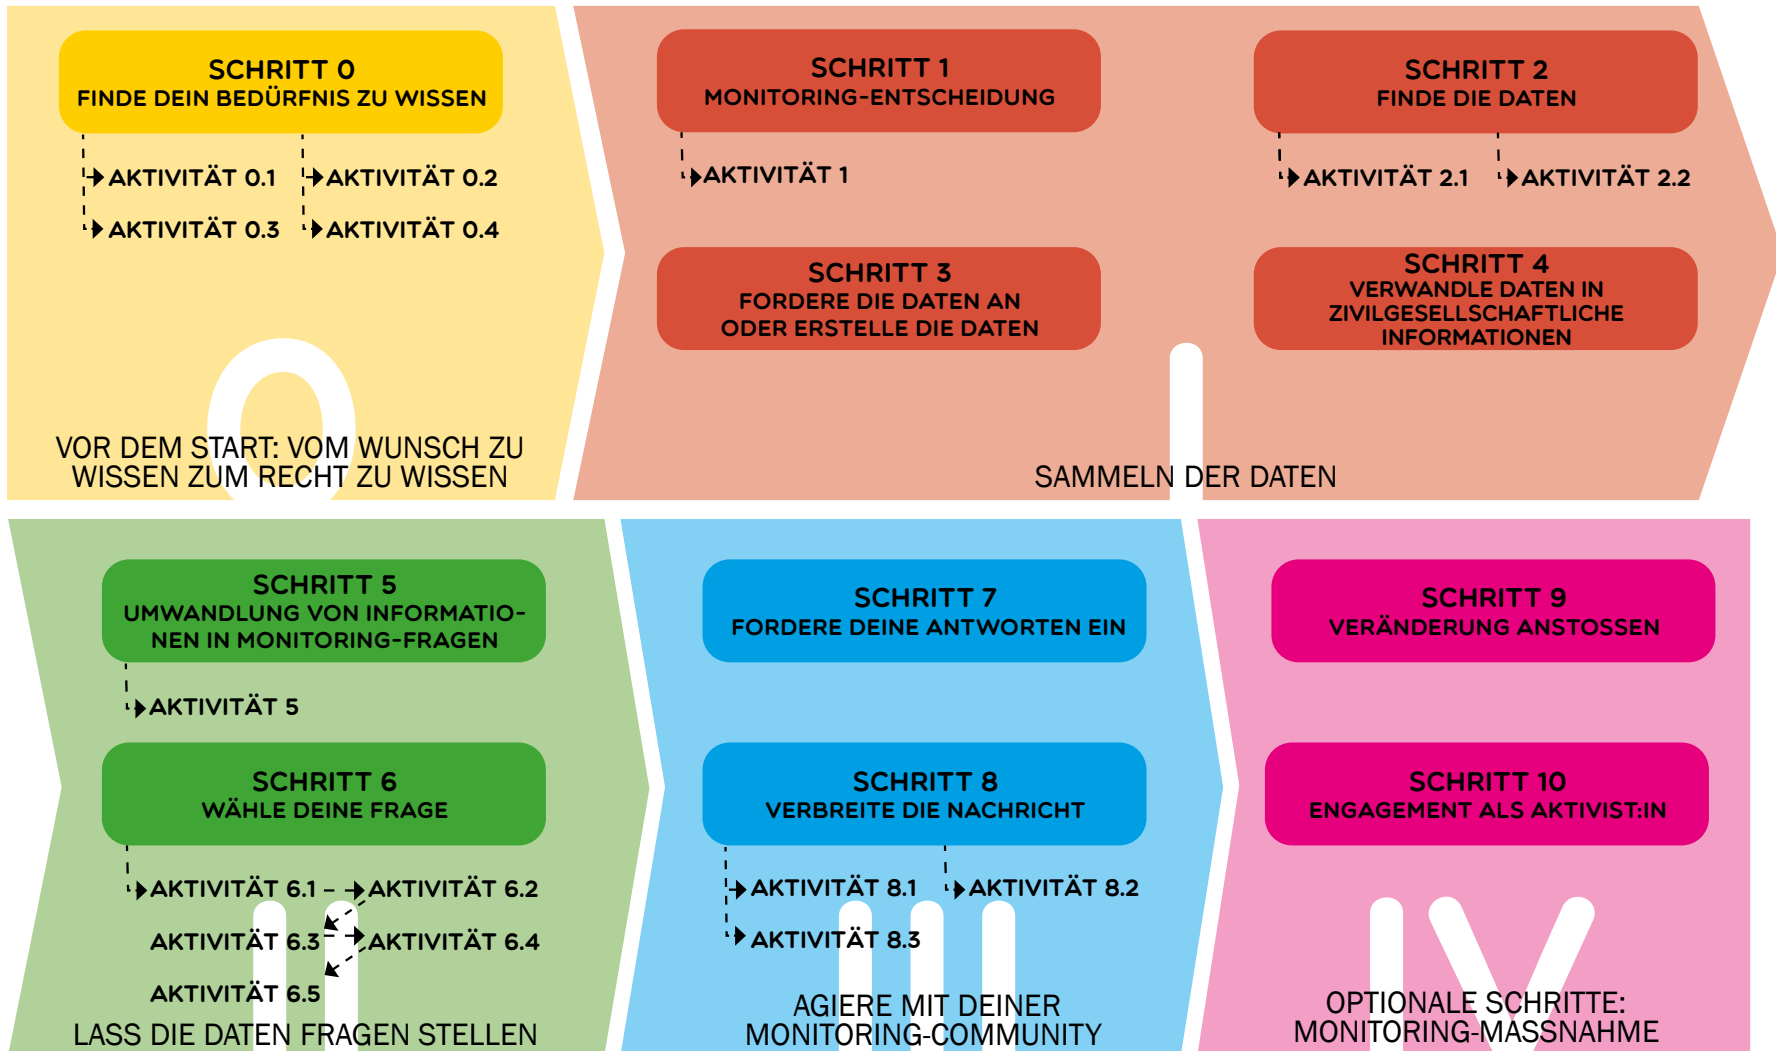 SCHRITT 0
FINDE DEIN BEDÜRFNIS ZU WISSEN
AKTIVITÄT 0.1
AKTIVITÄT 0.2
AKTIVITÄT 0.3
AKTIVITÄT 0.4
0
VOR DEM START: VOM WUNSCH ZU
WISSEN ZUM RECHT ZU WISSEN
SCHRITT 1
MONITORING-ENTSCHEIDUNG
AKTIVITÄT 1
SCHRITT 2
FINDE DIE DATEN
AKTIVITÄT 2.1
AKTIVITÄT 2.2
SCHRITT 3
FORDERE DIE DATEN AN
ODER ERSTELLE DIE DATEN
SCHRITT 4
VERWANDLE DATEN IN
ZIVILGESELLSCHAFTLICHE
INFORMATIONEN
I
SAMMELN DER DATEN
SCHRITT 5
UMWANDLUNG VON INFORMATIO-
NEN IN MONITORING-FRAGEN
AKTIVITÄT 5
SCHRITT 6
WÄHLE DEINE FRAGE
AKTIVITÄT 6.1
AKTIVITÄT 6.2
AKTIVITÄT 6.3
AKTIVITÄT 6.4
AKTIVITÄT 6.5
II
LASS DIE DATEN FRAGEN STELLEN
SCHRITT 7
FORDERE DEINE ANTWORTEN EIN
SCHRITT 8
VERBREITE DIE NACHRICHT
AKTIVITÄT 8.1
AKTIVITÄT 8.2
AKTIVITÄT 8.3
III
AGIERE MIT DEINER
MONITORING-COMMUNITY
SCHRITT 9
VERÄNDERUNG ANSTOSSEN
SCHRITT 10
ENGAGEMENT ALS AKTIVIST:IN
IV
OPTIONALE SCHRITTE:
MONITORING-MASSNAHME